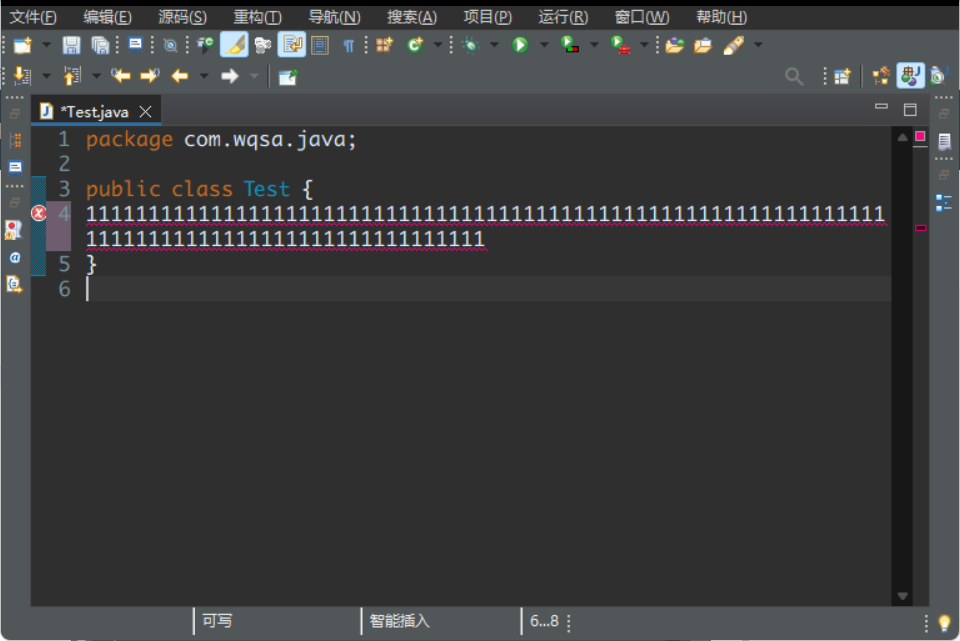 文件(F) 编辑(E) 源码(S) 重构(T) 导航(N) 搜索(A) 项目(P) 运行(R) 窗口(W) 帮助(H)
*Test.java
1 package com.wqsa.java;
2
3 public class Test {
4 1111111111111111111111111111111111111111111111111111111111111111
11111111111111111111111111111111
5 }
6
可写 智能插入 6...8